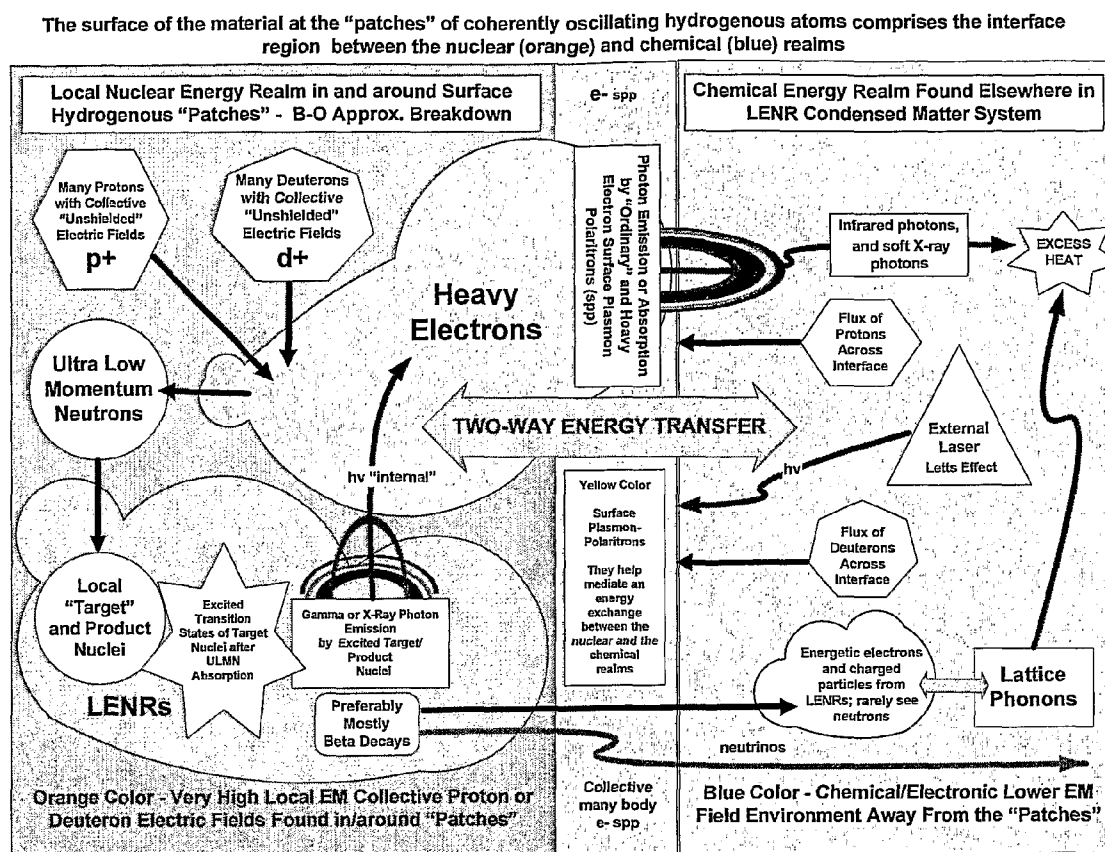 The surface of the material at the “patches” of coherently oscillating hydrogenous atoms comprises the interface
region between the nuclear (orange) and chemical (blue) realms
Local Nuclear Energy Realm in and around Surface
Hydrogenous “Patches” - B-O Approx. Breakdown
e- spp
Chemical Energy Realm Found Elsewhere in
LENR Condensed Matter System
Many Protons
with Collective
“Unshielded”
Electric Fields
p+
Many Deuterons
with Collective
“Unshielded”
Electric Fields
d+
Heavy
Electrons
Photon Emission or Absorption
by “Ordinary” and Heavy
Electron Surface Plasmon
Polaritrons (spp)
Infrared photons,
and soft X-ray
photons
EXCESS
HEAT
Flux of
Protons
Across
Interface
Ultra Low
Momentum
Neutrons
TWO-WAY ENERGY TRANSFER
External
Laser
Letts Effect
hv
hv “internal”
Yellow Color
Surface
Plasmon-
Polaritrons
They help
mediate an
energy
exchange
between the
nuclear and the
chemical
realms
Flux of
Deuterons
Across
Interface
Local
“Target”
and Product
Nuclei
Excited
Transition
States of Target
Nuclei after
ULMN
Absorption
Gamma or X-Ray Photon
Emission
by Excited Target/
Product
Nuclei
LENRs
Preferably
Mostly
Beta Decays
Energetic electrons
and charged
particles from
LENRs; rarely see
neutrons
Lattice
Phonons
neutrinos
Orange Color - Very High Local EM Collective Proton or
Deuteron Electric Fields Found in/around “Patches”
Collective
many body
e- spp
Blue Color - Chemical/Electronic Lower EM
Field Environment Away From the “Patches”